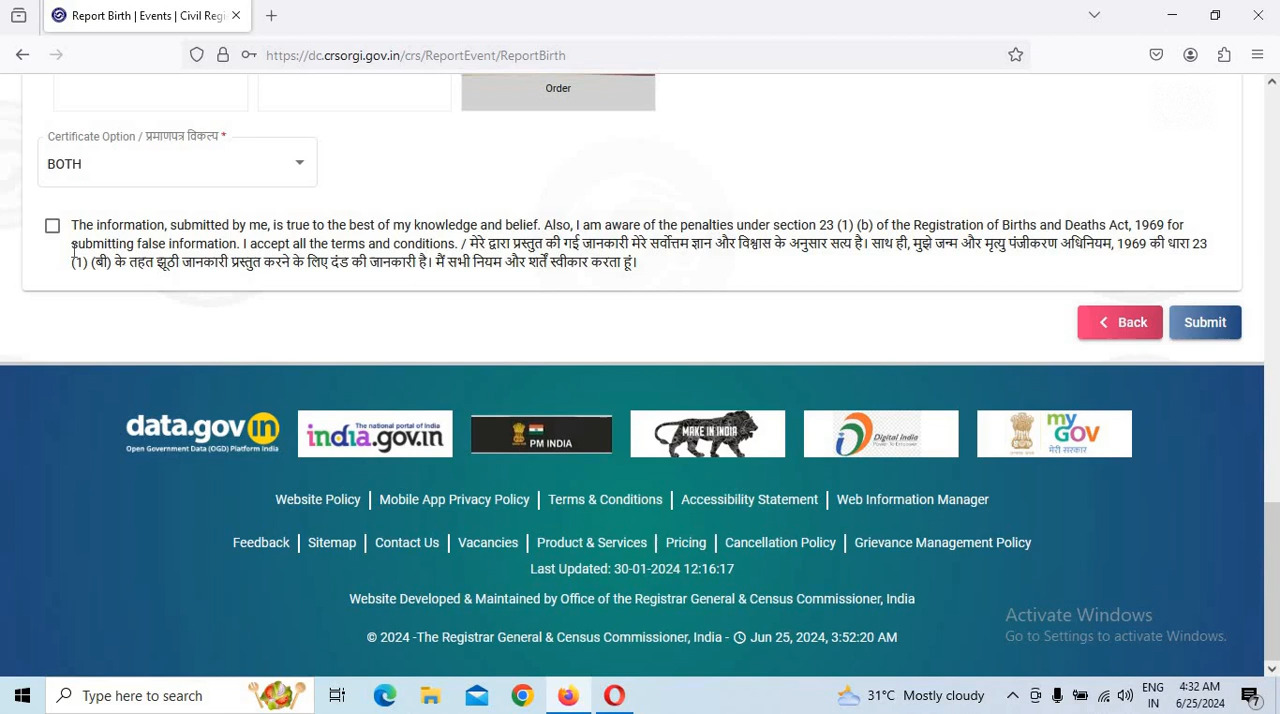 Report Birth | Events | Civil Regi
https://dc.crsorgi.gov.in/crs/ReportEvent/ReportBirth
Order
Certificate Option / प्रमाणपत्र विकल्प *
BOTH
The information, submitted by me, is true to the best of my knowledge and belief. Also, I am aware of the penalties under section 23 (1) (b) of the Registration of Births and Deaths Act, 1969 for
submitting false information. I accept all the terms and conditions. / मेरे द्वारा प्रस्तुत की गई जानकारी मेरे सर्वोत्तम ज्ञान और विश्वास के अनुसार सत्य है। साथ ही, मुझे जन्म और मृत्यु पंजीकरण अधिनियम, 1969 की धारा 23
(1) (बी) के तहत झूठी जानकारी प्रस्तुत करने के लिए दंड की जानकारी है। मैं सभी नियम और शर्तें स्वीकार करता हूं।
Back Submit
data.gov in
Open Government Data (OGD) Platform India
The national portal of India
india.gov.in
PM INDIA
MAKE IN INDIA
Digital India
Power To Empower
my GOV
मेरी सरकार
Website Policy | Mobile App Privacy Policy | Terms & Conditions | Accessibility Statement | Web Information Manager
Feedback | Sitemap | Contact Us | Vacancies | Product & Services | Pricing | Cancellation Policy | Grievance Management Policy
Last Updated: 30-01-2024 12:16:17
Website Developed & Maintained by Office of the Registrar General & Census Commissioner, India
© 2024 -The Registrar General & Census Commissioner, India - Jun 25, 2024, 3:52:20 AM
Activate Windows
Go to Settings to activate Windows.
Type here to search
31°C Mostly cloudy
ENG
IN
4:32 AM
6/25/2024
7